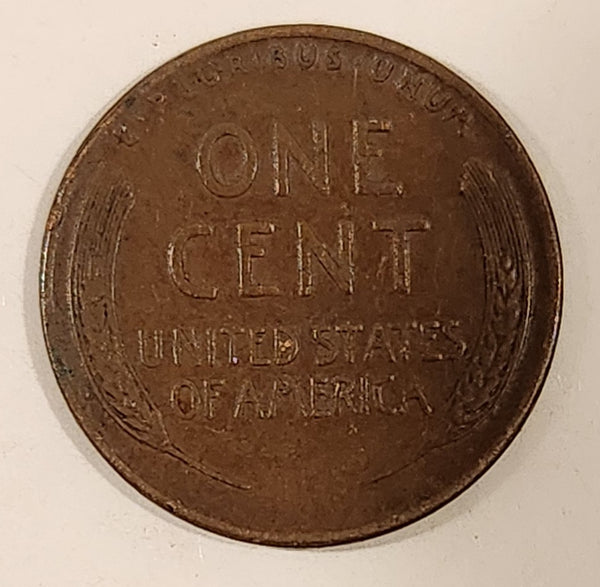 E · PLURIBUS · UNUM
ONE
CENT
UNITED STATES
OF AMERICA